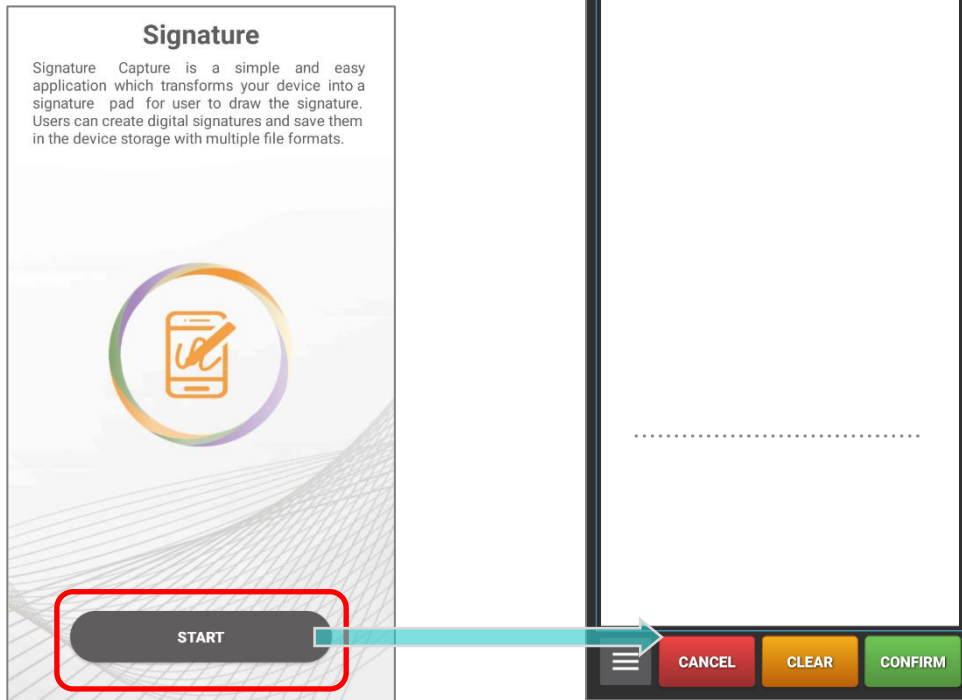 Signature
Signature Capture is a simple and easy
application which transforms your device into a
signature pad for user to draw the signature.
Users can create digital signatures and save them
in the device storage with multiple file formats.
START
CANCEL
CLEAR
CONFIRM